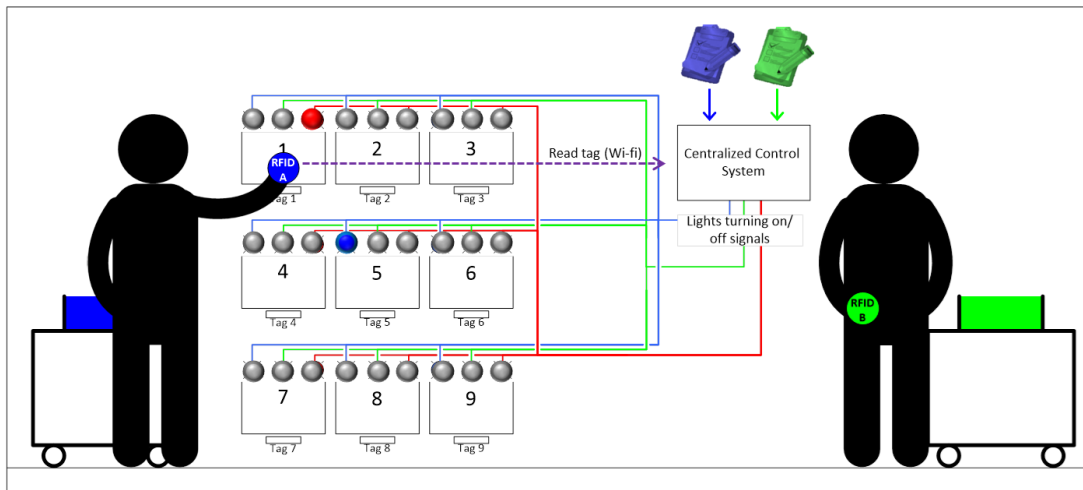 1
2
3
RFID
A
Read tag (Wi-fi)
Centralized Control
System
Tag 1
Tag 2
Tag 3
Lights turning on/
off signals
4
5
6
Tag 4
Tag 5
Tag 6
RFID
B
7
8
9
Tag 7
Tag 8
Tag 9